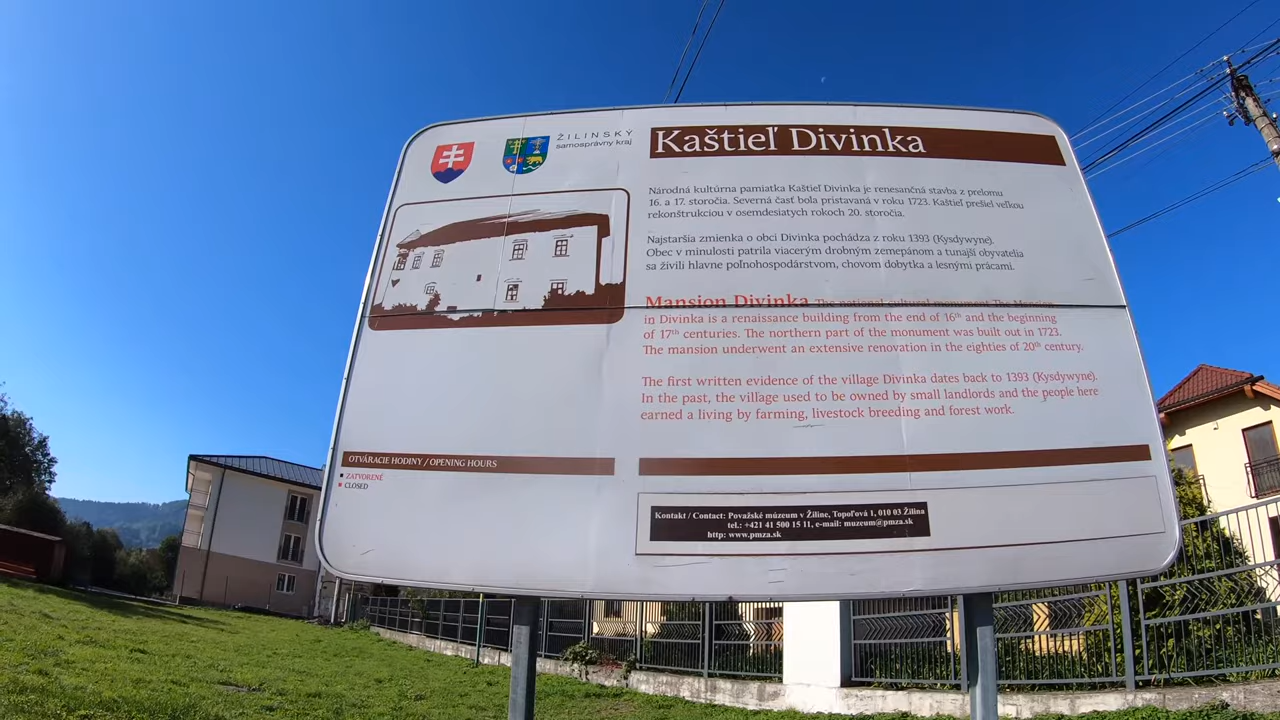 ŽILINSKÝ
samosprávny kraj
Kaštieľ Divinka
Národná kultúrna pamiatka Kaštieľ Divinka je renesančná stavba z prelomu
16. a 17. storočia. Severná časť bola pristavaná v roku 1723. Kaštieľ prešiel veľkou
rekonštrukciou v osemdesiatych rokoch 20. storočia.
Najstaršia zmienka o obci Divinka pochádza z roku 1393 (Kysdywyne).
Obec v minulosti patrila viacerým drobným zemepánom a tunajší obyvatelia
sa živili hlavne poľnohospodárstvom, chovom dobytka a lesnými prácami.
Mansion Divinka The national cultural monument The Mansion
in Divinka is a renaissance building from the end of 16th and the beginning
of 17th centuries. The northern part of the monument was built out in 1723.
The mansion underwent an extensive renovation in the eighties of 20th century.
The first written evidence of the village Divinka dates back to 1393 (Kysdywyne).
In the past, the village used to be owned by small landlords and the people here
earned a living by farming, livestock breeding and forest work.
OTVÁRACIE HODINY / OPENING HOURS
ZATVORENÉ
CLOSED
Kontakt / Contact: Považské múzeum v Žiline, Topoľová 1, 010 03 Žilina
tel.: +421 41 500 15 11, e-mail: muzeum@pmza.sk
http: www.pmza.sk